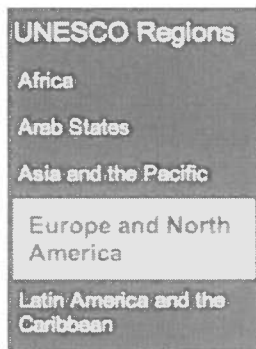 UNESCO Regions
Africa
Arab States
Asia and the Pacific
Europe and North
America
Latin America and the
Caribbean